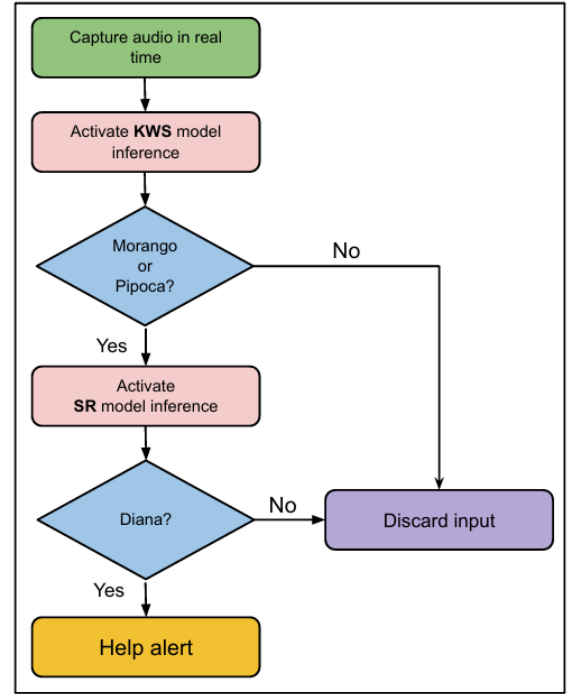 Capture audio in real
time
Activate KWS model
inference
Morango
or
Pipoca?
No
Yes
Activate
SR model inference
Diana?
No
Discard input
Yes
Help alert